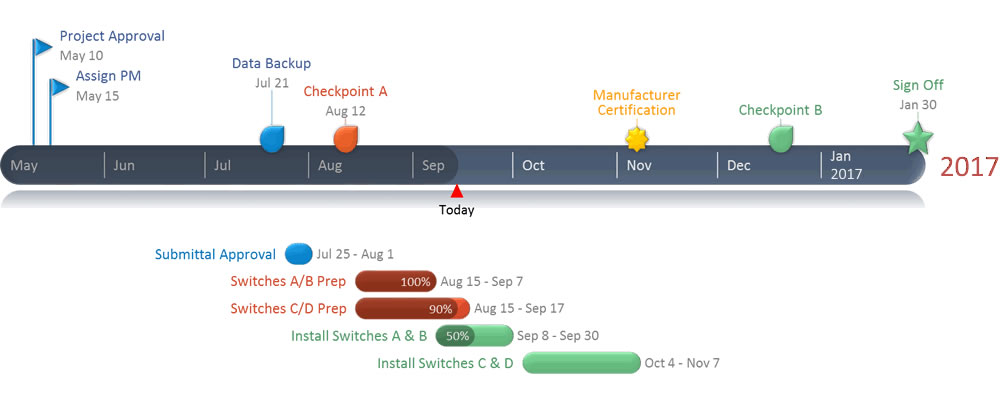 Project Approval
May 10
Assign PM
May 15
Data Backup
Jul 21
Checkpoint A
Aug 12
Manufacturer
Certification
Checkpoint B
Sign Off
Jan 30
May Jun Jul Aug Sep Oct Nov Dec Jan
2017
2017
Today
Submittal Approval Jul 25 - Aug 1
Switches A/B Prep 100% Aug 15 - Sep 7
Switches C/D Prep 90% Aug 15 - Sep 17
Install Switches A & B 50% Sep 8 - Sep 30
Install Switches C & D Oct 4 - Nov 7